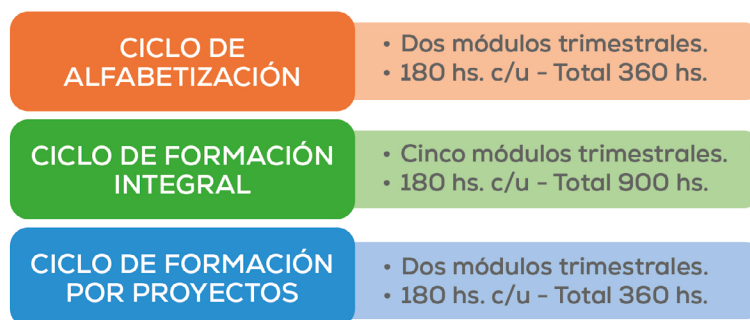 CICLO DE
ALFABETIZACIÓN
• Dos módulos trimestrales.
• 180 hs. c/u - Total 360 hs.
CICLO DE FORMACIÓN
INTEGRAL
• Cinco módulos trimestrales.
• 180 hs. c/u - Total 900 hs.
CICLO DE FORMACIÓN
POR PROYECTOS
• Dos módulos trimestrales.
• 180 hs. c/u - Total 360 hs.